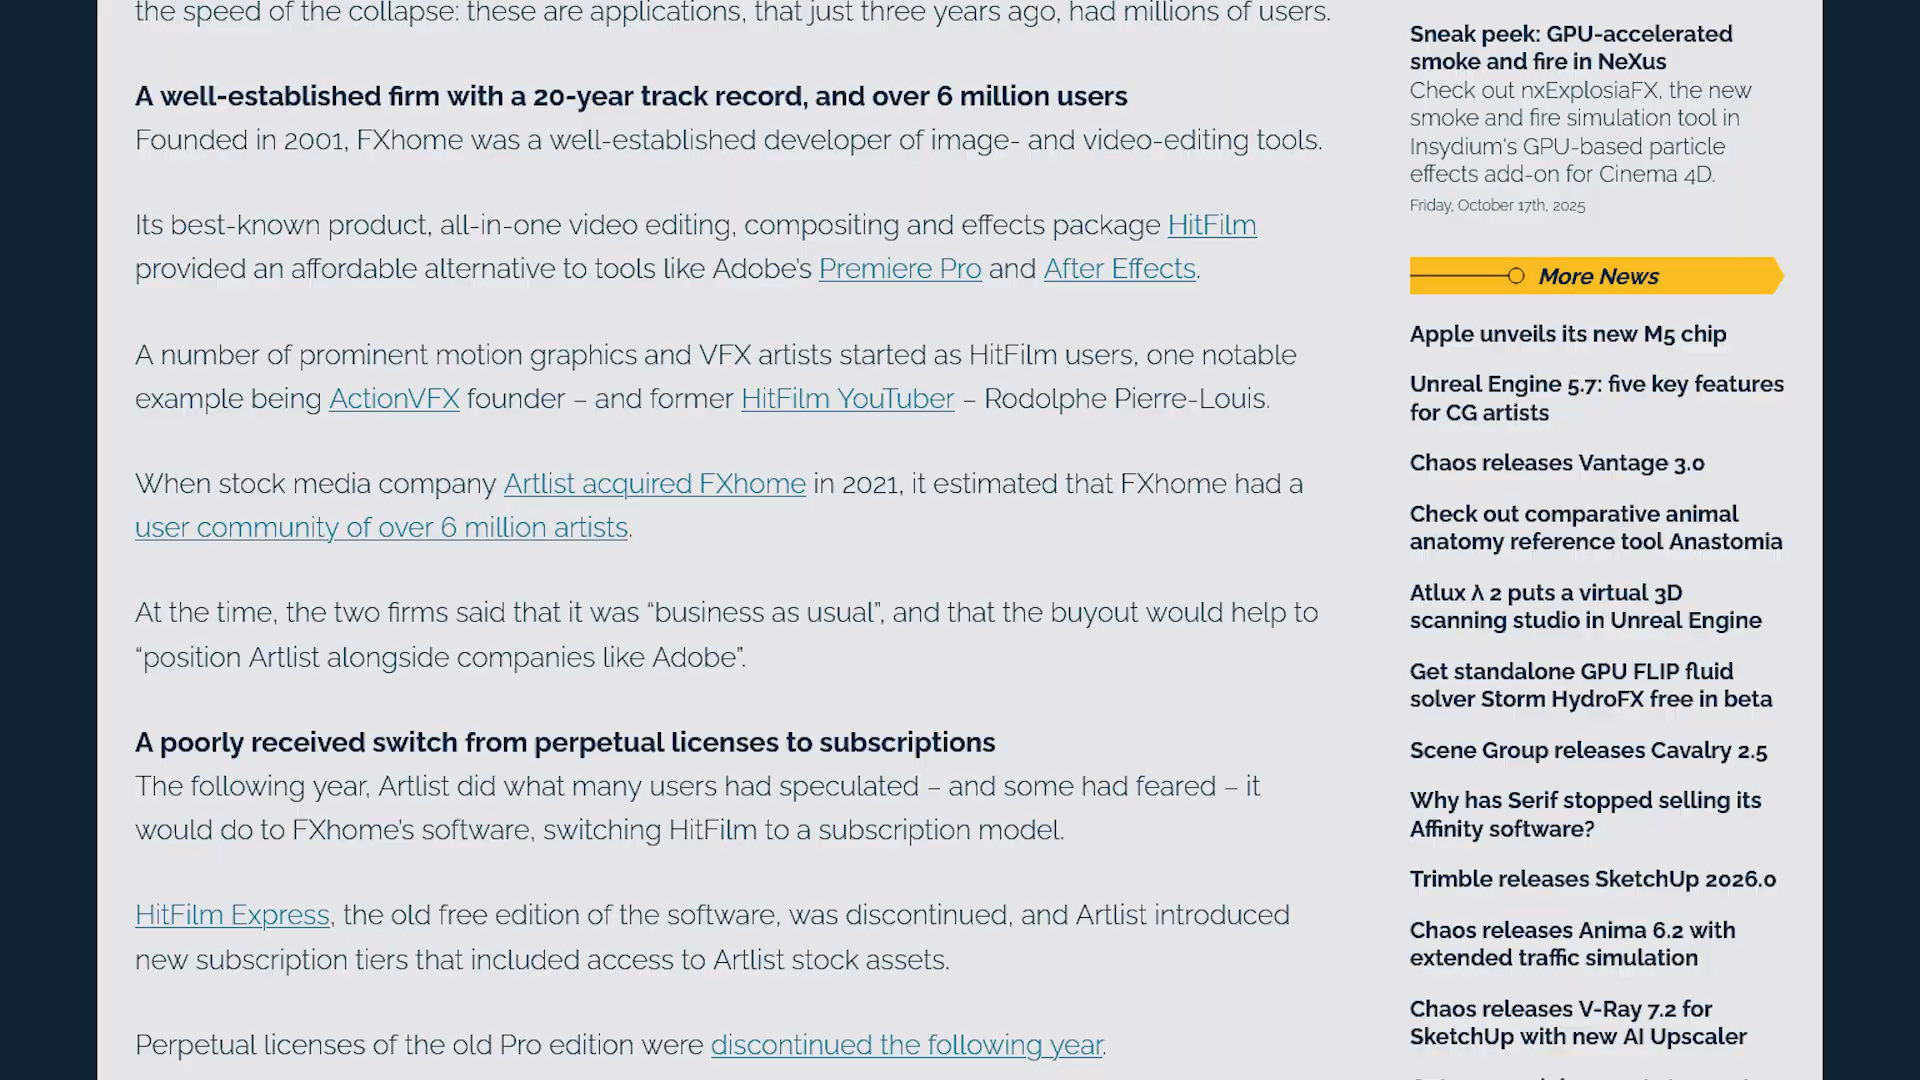 the speed of the collapse: these are applications, that just three years ago, had millions of users.
A well-established firm with a 20-year track record, and over 6 million users
Founded in 2001, FXhome was a well-established developer of image- and video-editing tools.
Its best-known product, all-in-one video editing, compositing and effects package HitFilm
provided an affordable alternative to tools like Adobe's Premiere Pro and After Effects.
A number of prominent motion graphics and VFX artists started as HitFilm users, one notable
example being ActionVFX founder – and former HitFilm YouTuber – Rodolphe Pierre-Louis.
When stock media company Artlist acquired FXhome in 2021, it estimated that FXhome had a
user community of over 6 million artists.
At the time, the two firms said that it was “business as usual”, and that the buyout would help to
“position Artlist alongside companies like Adobe”.
A poorly received switch from perpetual licenses to subscriptions
The following year, Artlist did what many users had speculated – and some had feared – it
would do to FXhome's software, switching HitFilm to a subscription model.
HitFilm Express, the old free edition of the software, was discontinued, and Artlist introduced
new subscription tiers that included access to Artlist stock assets.
Perpetual licenses of the old Pro edition were discontinued the following year.
Sneak peek: GPU-accelerated
smoke and fire in NeXus
Check out nxExplosiaFX, the new
smoke and fire simulation tool in
Insydium's GPU-based particle
effects add-on for Cinema 4D.
Friday, October 17th, 2025
More News
Apple unveils its new M5 chip
Unreal Engine 5.7: five key features
for CG artists
Chaos releases Vantage 3.0
Check out comparative animal
anatomy reference tool Anastomia
Atlux λ 2 puts a virtual 3D
scanning studio in Unreal Engine
Get standalone GPU FLIP fluid
solver Storm HydroFX free in beta
Scene Group releases Cavalry 2.5
Why has Serif stopped selling its
Affinity software?
Trimble releases SketchUp 2026.0
Chaos releases Anima 6.2 with
extended traffic simulation
Chaos releases V-Ray 7.2 for
SketchUp with new AI Upscaler